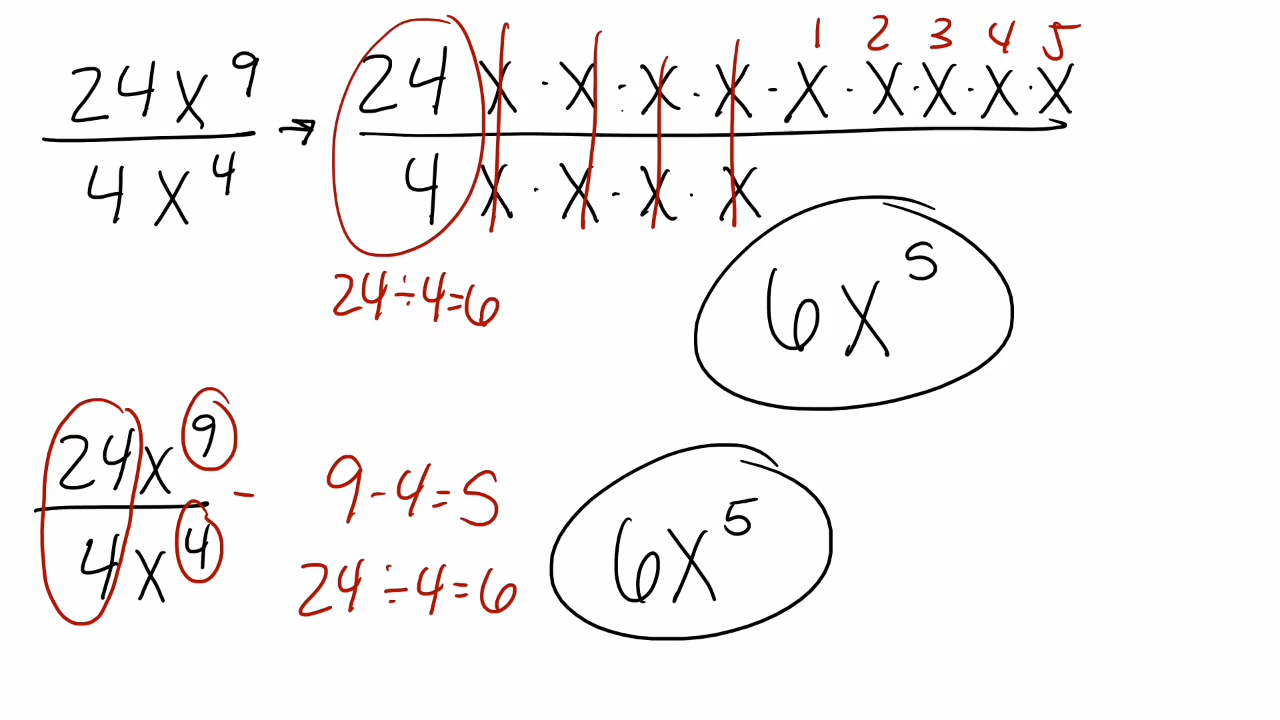 1 2 3 4 5
24x⁹ / 4x⁴ → 24 x · x · x · x · x · x · x · x · x / 4 x · x · x · x
24÷4=6
6x⁵
24x⁹ / 4x⁴ -
9-4=5
24÷4=6
6x⁵